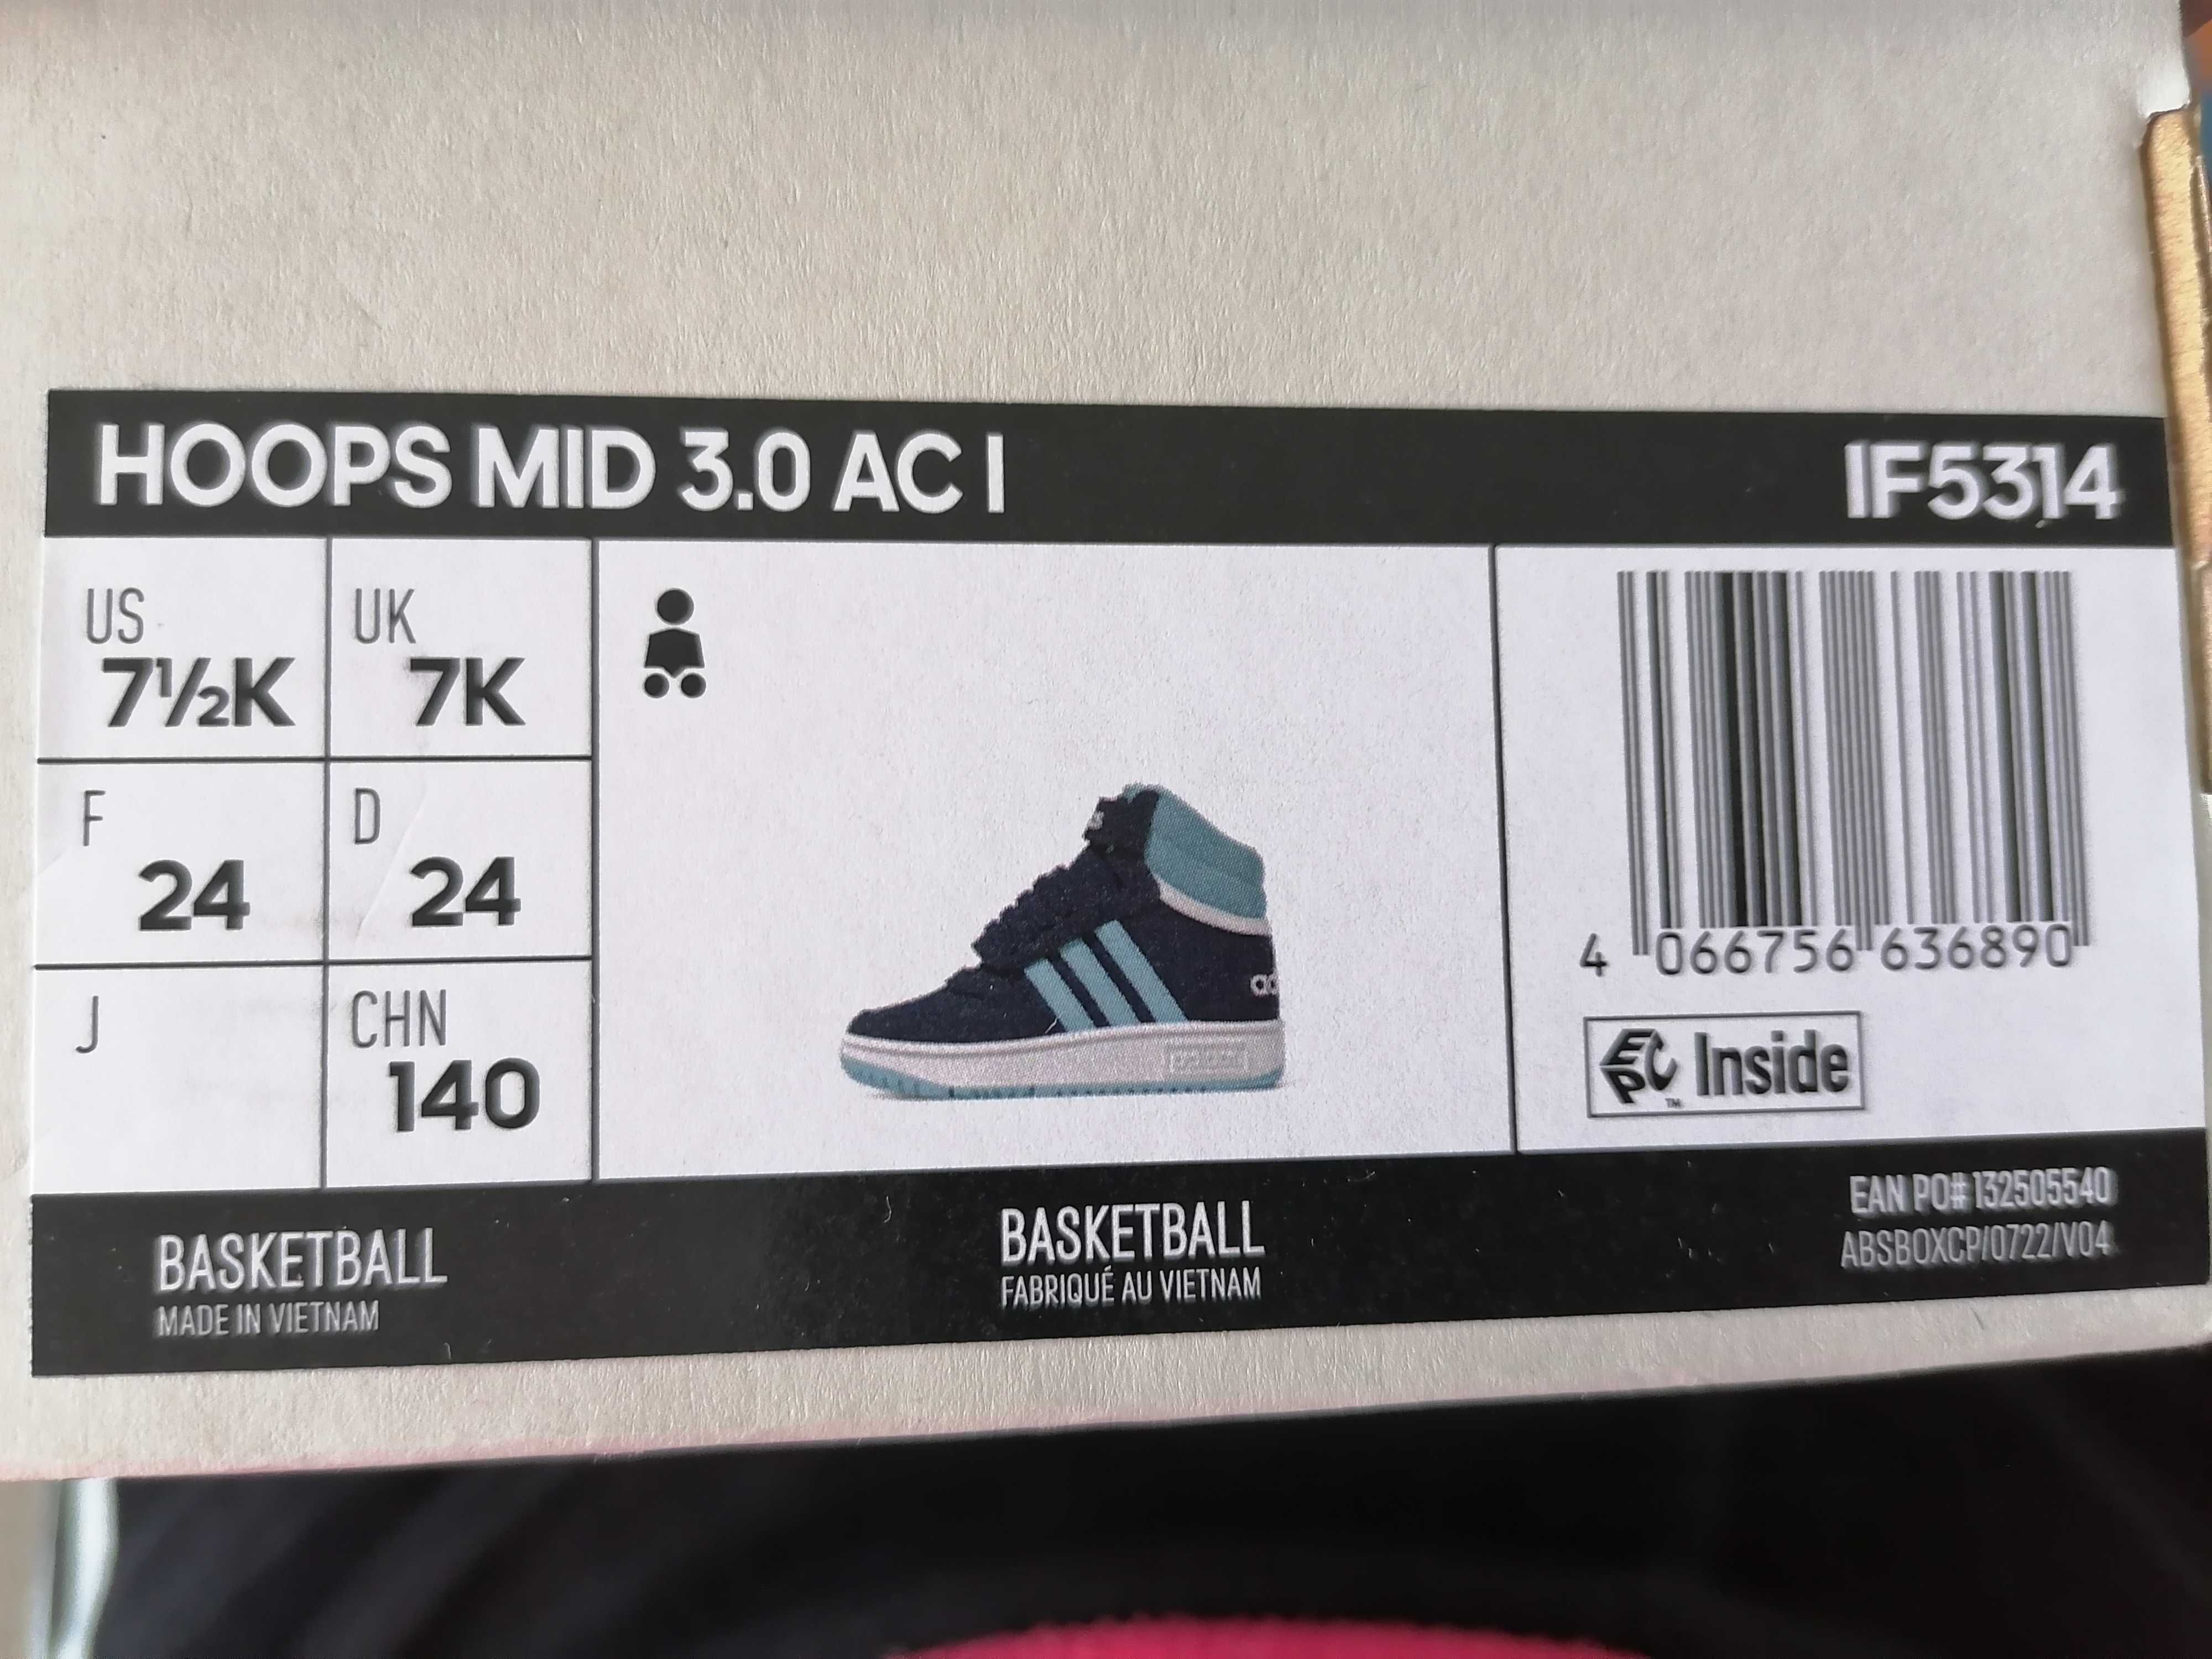 HOOPS MID 3.0 AC I
IF5314
US
7½K
UK
7K
F
24
D
24
J
CHN
140
4 066756 636890
EPC Inside
BASKETBALL
MADE IN VIETNAM
BASKETBALL
FABRIQUÉ AU VIETNAM
EAN PO# 132505540
ABSBOXCP/0722/V04